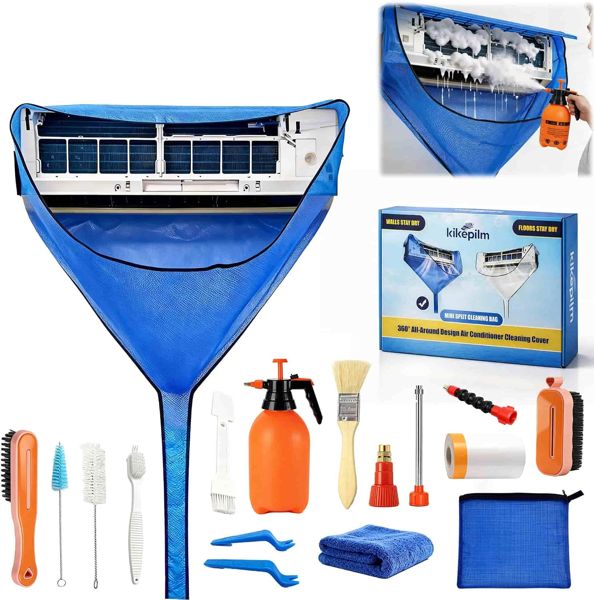 WALLS STAY DRY
kikepilm
FLOORS STAY DRY
MINI SPLIT CLEANING BAG
360° All-Around Design Air Conditioner Cleaning Cover
kikepilm